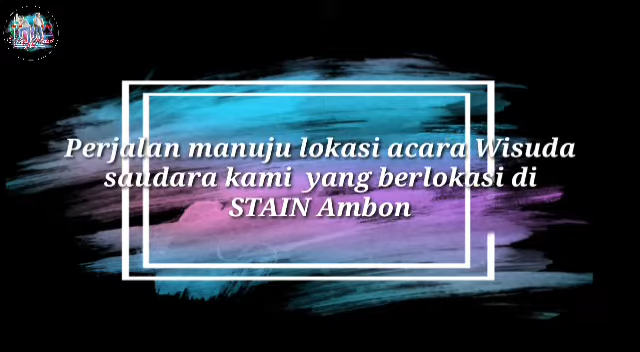 Perjalan manuju lokasi acara Wisuda
saudara kami yang berlokasi di
STAIN Ambon